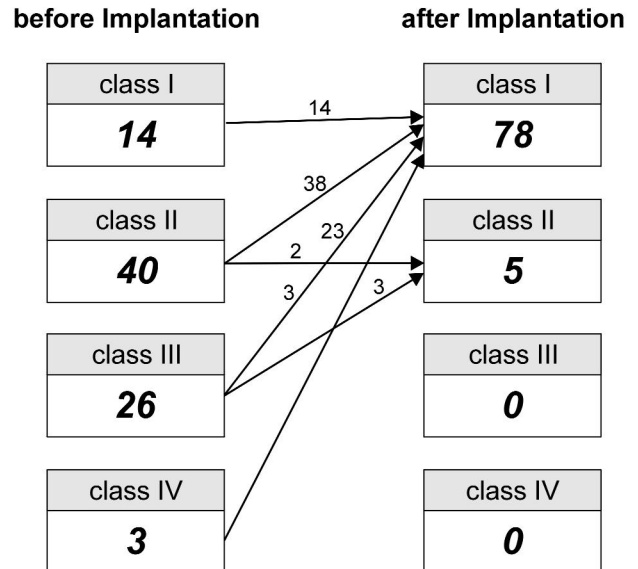 before Implantation
after Implantation
class I
14
class I
78
14
38
class II
40
23
2
class II
5
3
3
class III
26
class III
0
class IV
3
class IV
0